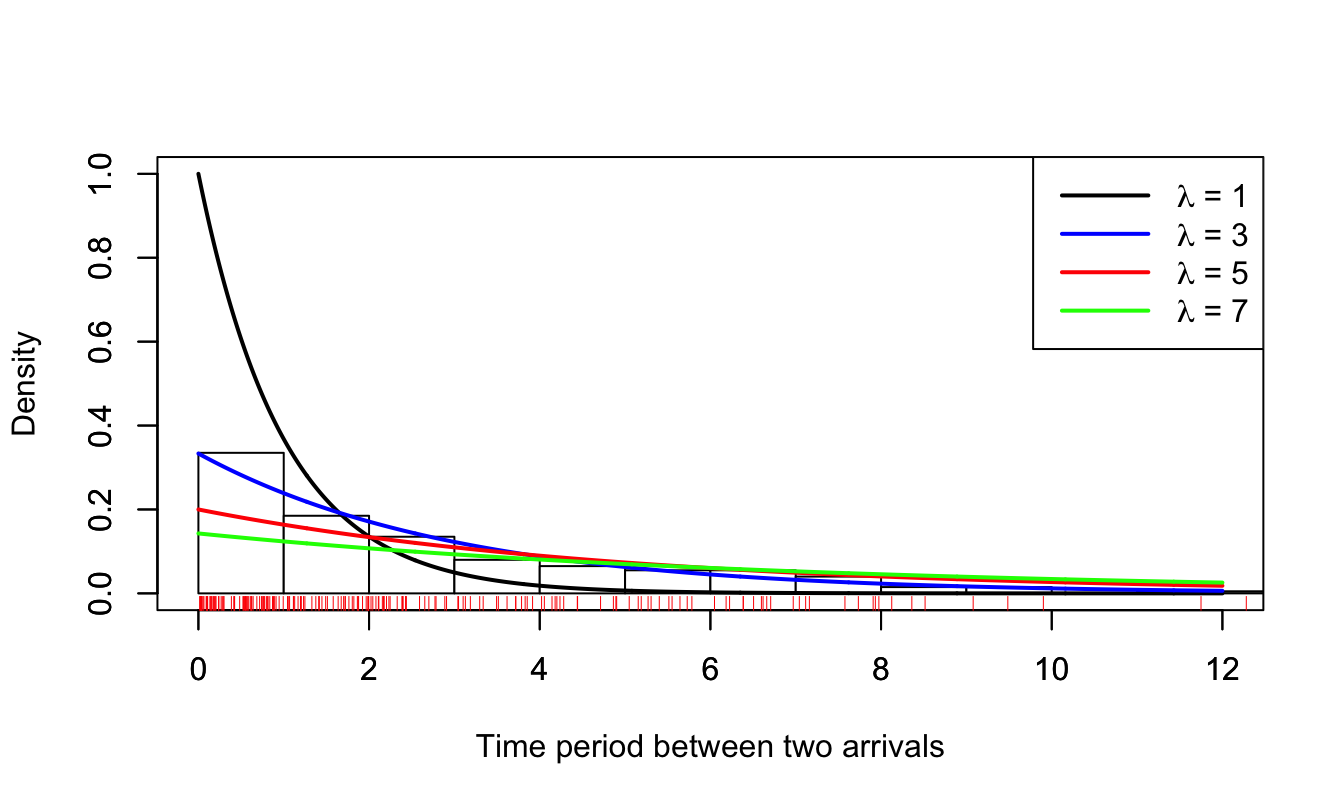 λ = 1
λ = 3
λ = 5
λ = 7
Density
1.0
0.8
0.6
0.4
0.2
0.0
0 2 4 6 8 10 12
Time period between two arrivals